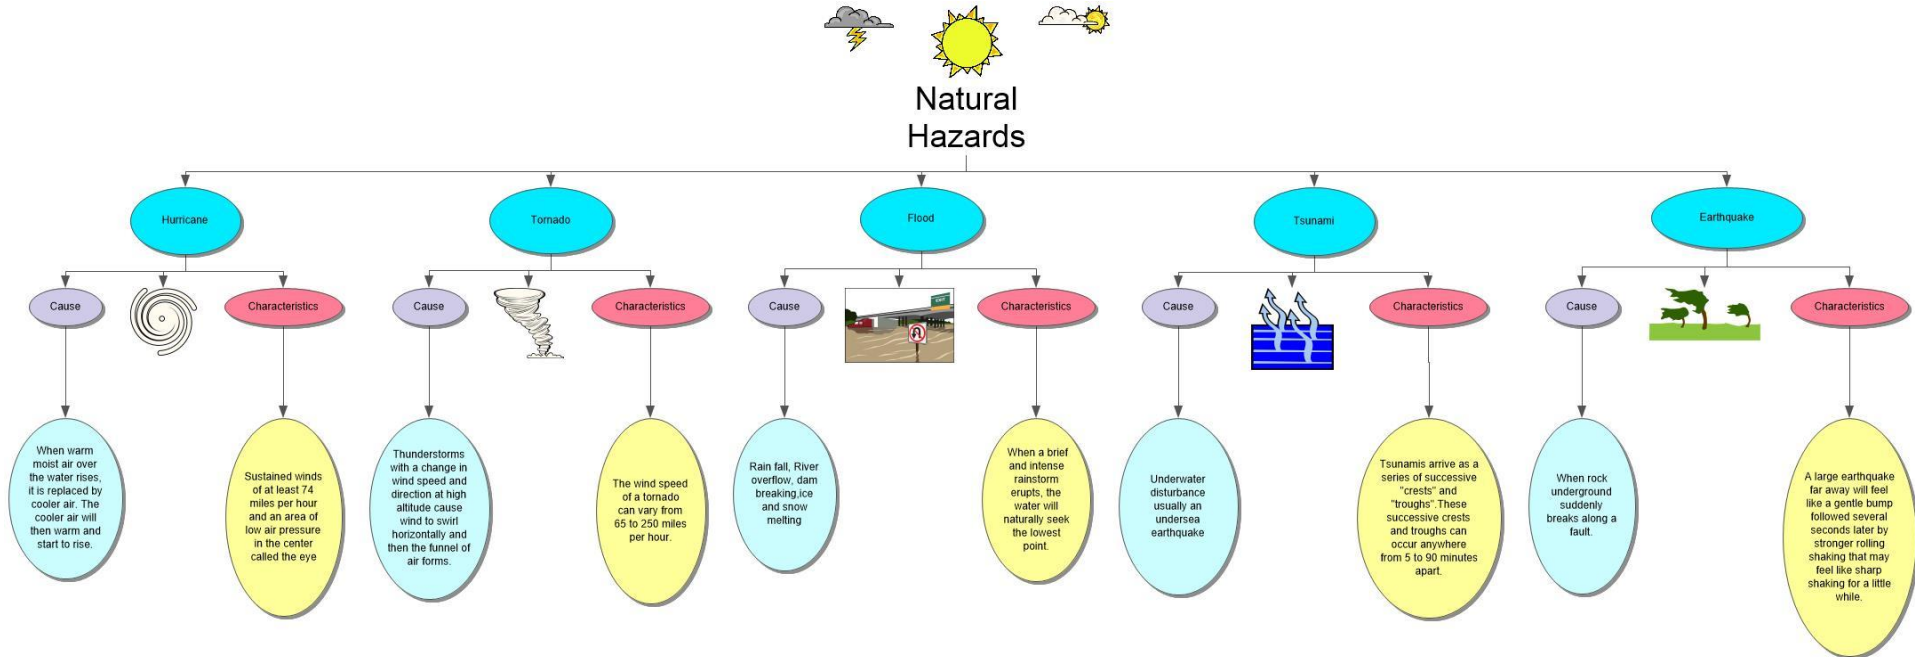 Natural
Hazards
Hurricane
Tornado
Flood
Tsunami
Earthquake
Cause
Characteristics
Cause
Characteristics
Cause
Characteristics
Cause
Characteristics
Cause
Characteristics
When warm
moist air over
the water rises,
it is replaced by
cooler air. The
cooler air will
then warm and
start to rise.
Sustained winds
of at least 74
miles per hour
and an area of
low air pressure
in the center
called the eye
Thunderstorms
with a change in
wind speed and
direction at high
altitude cause
wind to swirl
horizontally and
then the funnel of
air forms.
The wind speed
of a tornado
can vary from
65 to 250 miles
per hour.
Rain fall, River
overflow, dam
breaking,ice
and snow
melting
When a brief
and intense
rainstorm
erupts, the
water will
naturally seek
the lowest
point.
Underwater
disturbance
usually an
undersea
earthquake
Tsunamis arrive as a
series of successive
"crests" and
"troughs".These
successive crests
and troughs can
occur anywhere
from 5 to 90 minutes
apart.
When rock
underground
suddenly
breaks along a
fault.
A large earthquake
far away will feel
like a gentle bump
followed several
seconds later by
stronger rolling
shaking that may
feel like sharp
shaking for a little
while.